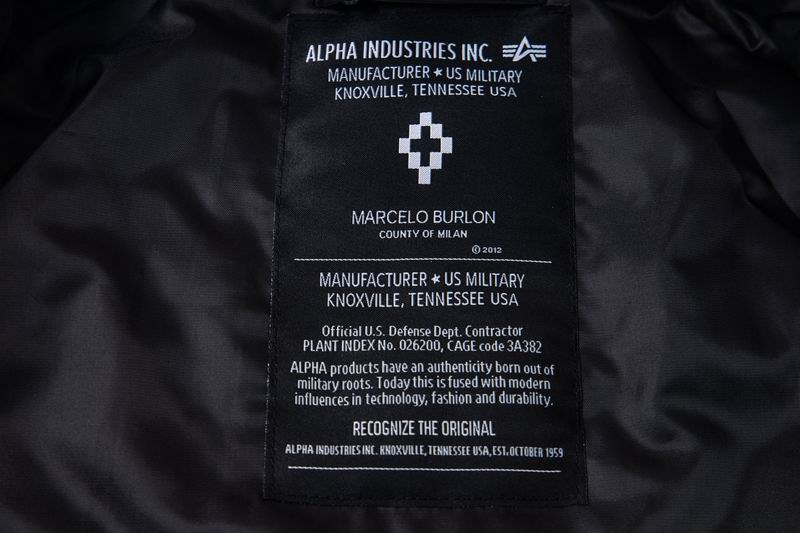 ALPHA INDUSTRIES INC.
MANUFACTURER ★ US MILITARY
KNOXVILLE, TENNESSEE USA
MARCELO BURLON
COUNTY OF MILAN
© 2012
MANUFACTURER ★ US MILITARY
KNOXVILLE, TENNESSEE USA
Official U.S. Defense Dept. Contractor
PLANT INDEX No. 026200, CAGE code 3A382
ALPHA products have an authenticity born out of
military roots. Today this is fused with modern
influences in technology, fashion and durability.
RECOGNIZE THE ORIGINAL
ALPHA INDUSTRIES INC. KNOXVILLE, TENNESSEE USA, EST. OCTOBER 1959